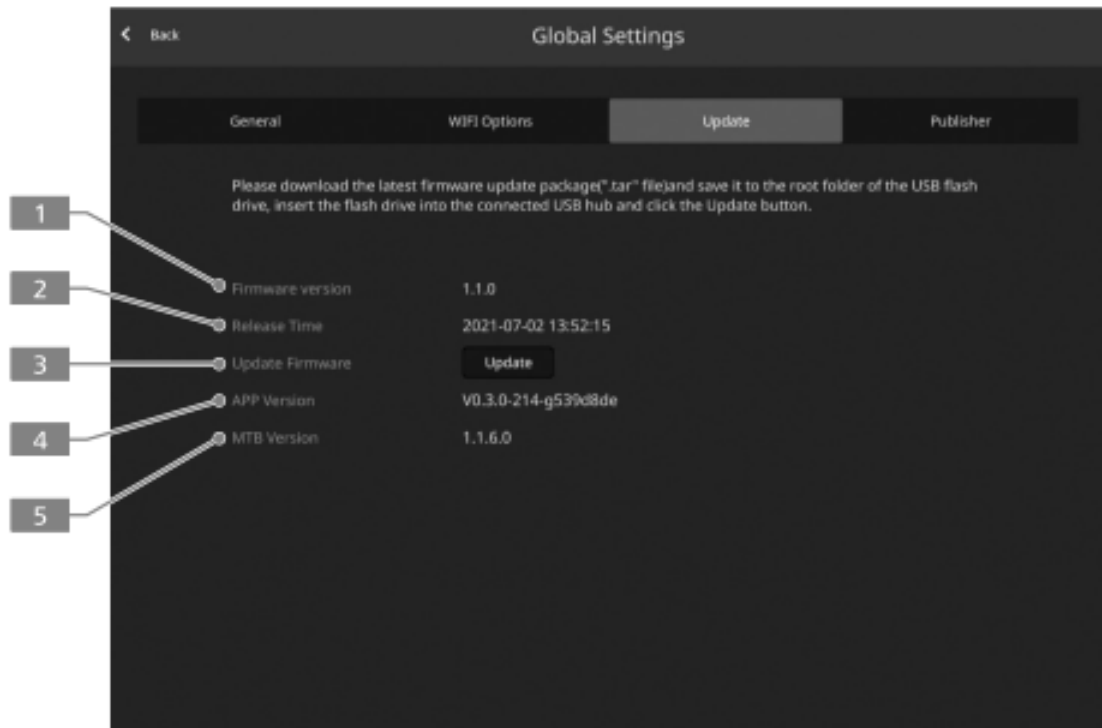 Back
Global Settings
General WIFI Options Update Publisher
Please download the latest firmware update package(".tar" file)and save it to the root folder of the USB flash
drive, insert the flash drive into the connected USB hub and click the Update button.
1
Firmware version 1.1.0
2
Release Time 2021-07-02 13:52:15
3
Update Firmware Update
APP Version V0.3.0-214-g539d8de
4
MTB Version 1.1.6.0
5